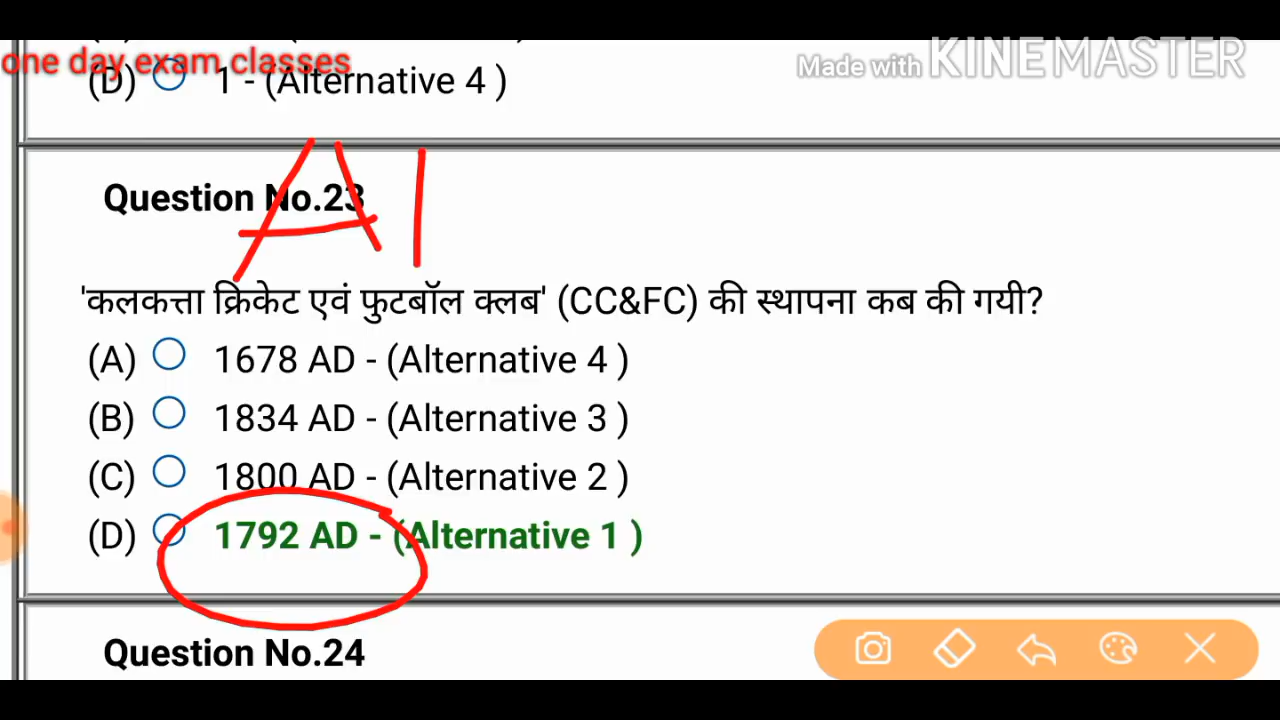 one day exam classes
Made with KINEMASTER
(D) 1 - (Alternative 4 )
A1
Question No.23
'कलकत्ता क्रिकेट एवं फुटबॉल क्लब' (CC&FC) की स्थापना कब की गयी?
(A) 1678 AD - (Alternative 4 )
(B) 1834 AD - (Alternative 3 )
(C) 1800 AD - (Alternative 2 )
(D) 1792 AD - (Alternative 1 )
Question No.24